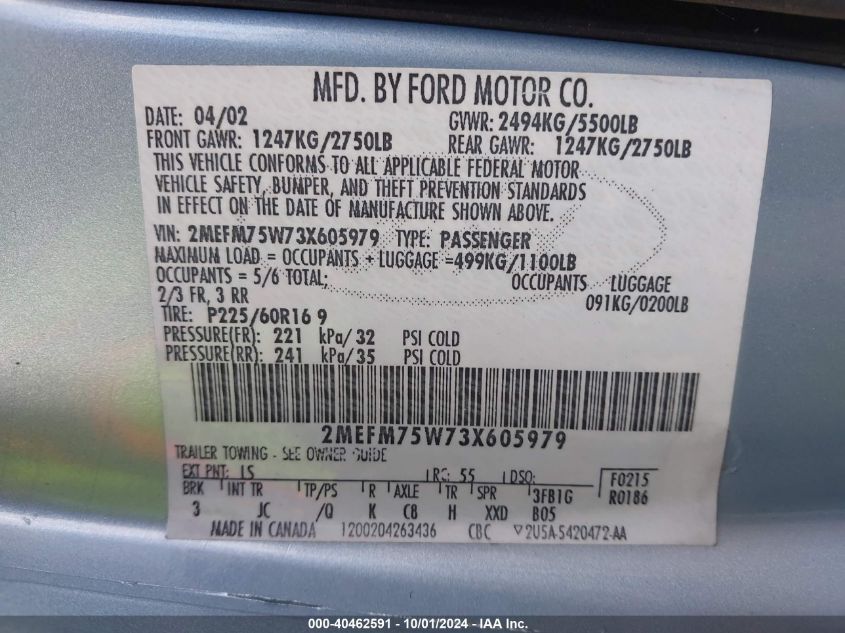 MFD. BY FORD MOTOR CO.
DATE: 04/02 GVWR: 2494KG/5500LB
FRONT GAWR: 1247KG/2750LB REAR GAWR: 1247KG/2750LB
THIS VEHICLE CONFORMS TO ALL APPLICABLE FEDERAL MOTOR
VEHICLE SAFETY, BUMPER, AND THEFT PREVENTION STANDARDS
IN EFFECT ON THE DATE OF MANUFACTURE SHOWN ABOVE.
VIN: 2MEFM75W73X605979 TYPE: PASSENGER
MAXIMUM LOAD = OCCUPANTS + LUGGAGE =499KG/1100LB
OCCUPANTS = 5/6 TOTAL; OCCUPANTS LUGGAGE
2/3 FR, 3 RR 091KG/0200LB
TIRE: P225/60R16 9
PRESSURE(FR): 221 kPa/32 PSI COLD
PRESSURE(RR): 241 kPa/35 PSI COLD
2MEFM75W73X605979
TRAILER TOWING - SEE OWNER GUIDE
EXT PNT: LS RC: 55 DSO: F0215
BRK INT TR TP/PS R AXLE TR SPR 3FB1G R0186
3 JC /Q K C8 H XXD B05
MADE IN CANADA 1200204263436 CBC 2U5A-5420472-AA
000-40462591 - 10/01/2024 - Copyright © 2024 IAA, Inc.